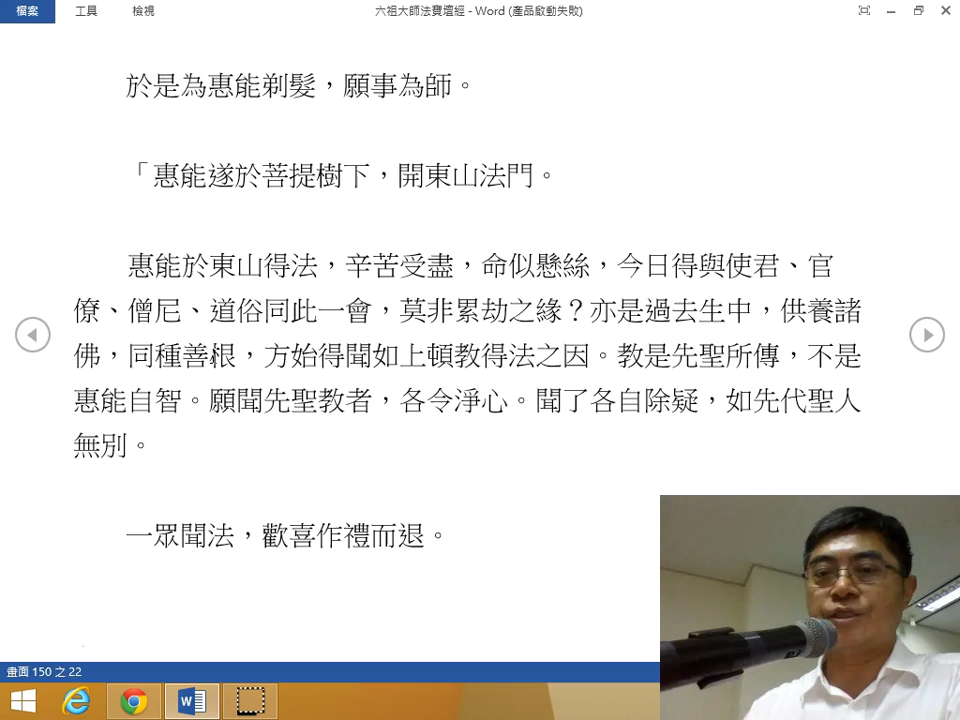 檔案 工具 檢視 六祖大師法寶壇經 - Word (產品啟動失敗)
於是為惠能剃髮，願事為師。
「惠能遂於菩提樹下，開東山法門。
惠能於東山得法，辛苦受盡，命似懸絲，今日得與使君、官
僚、僧尼、道俗同此一會，莫非累劫之緣？亦是過去生中，供養諸
佛，同種善根，方始得聞如上頓教得法之因。教是先聖所傳，不是
惠能自智。願聞先聖教者，各令淨心。聞了各自除疑，如先代聖人
無別。
一眾聞法，歡喜作禮而退。
畫面 150 之 22